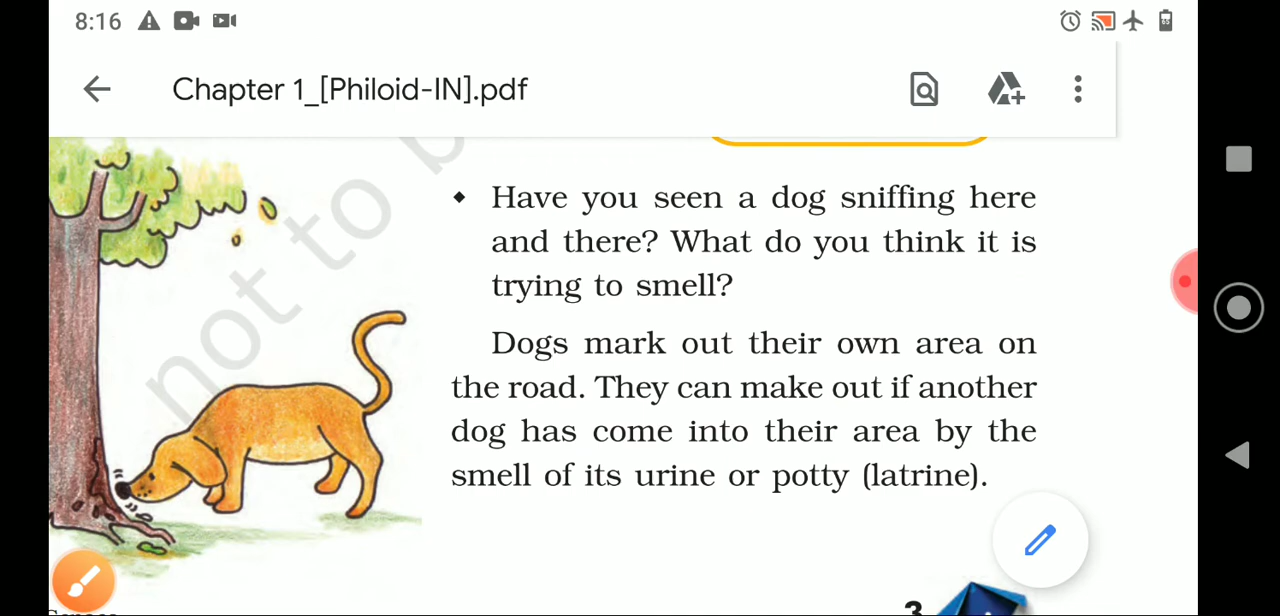 8:16
Chapter 1_[Philoid-IN].pdf
not to b
◆ Have you seen a dog sniffing here
and there? What do you think it is
trying to smell?
Dogs mark out their own area on
the road. They can make out if another
dog has come into their area by the
smell of its urine or potty (latrine).
3